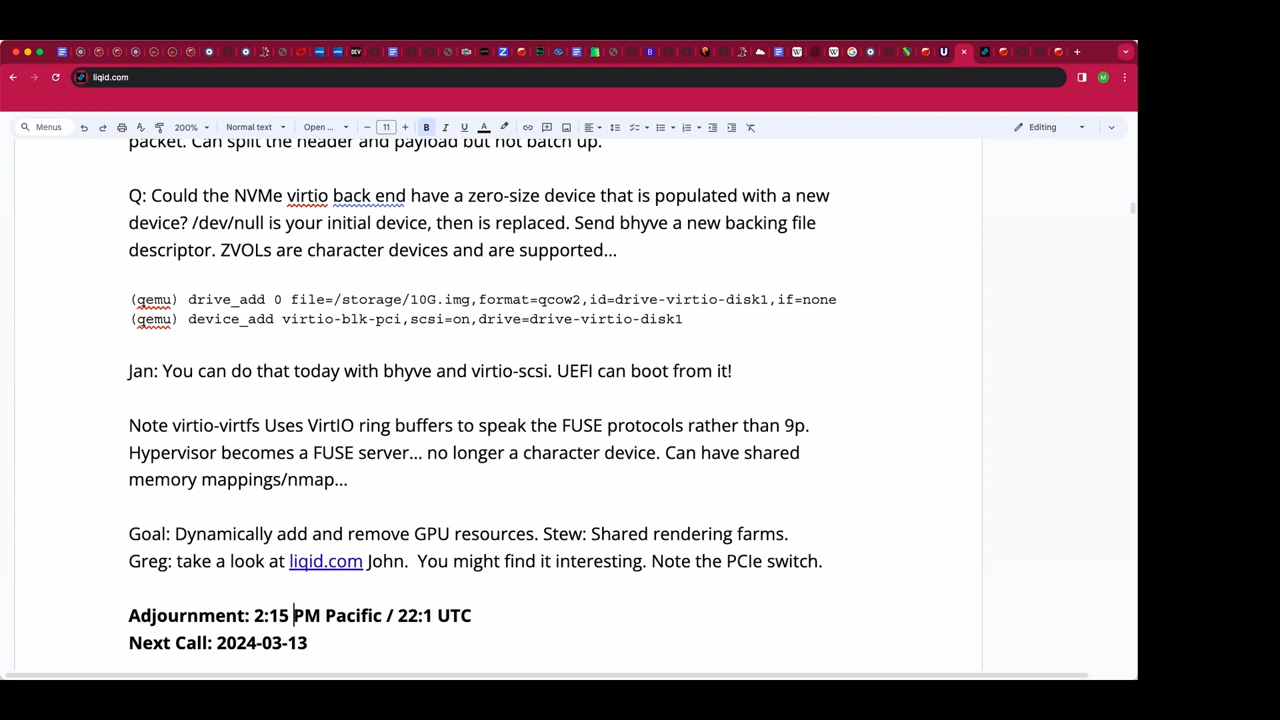 liqid.com
Menus
200%
Normal text
Open ...
11
Editing
packet. Can split the header and payload but not batch up.
Q: Could the NVMe virtio back end have a zero-size device that is populated with a new
device? /dev/null is your initial device, then is replaced. Send bhyve a new backing file
descriptor. ZVOLs are character devices and are supported...
(qemu) drive_add 0 file=/storage/10G.img,format=qcow2,id=drive-virtio-disk1,if=none
(qemu) device_add virtio-blk-pci,scsi=on,drive=drive-virtio-disk1
Jan: You can do that today with bhyve and virtio-scsi. UEFI can boot from it!
Note virtio-virtfs Uses VirtIO ring buffers to speak the FUSE protocols rather than 9p.
Hypervisor becomes a FUSE server... no longer a character device. Can have shared
memory mappings/nmap...
Goal: Dynamically add and remove GPU resources. Stew: Shared rendering farms.
Greg: take a look at liqid.com John.  You might find it interesting. Note the PCIe switch.
Adjournment: 2:15 PM Pacific / 22:1 UTC
Next Call: 2024-03-13